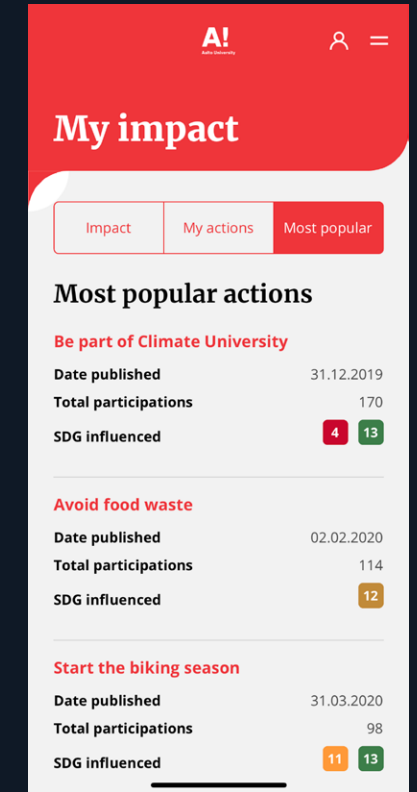 A!
Aalto University
My impact
Impact My actions Most popular
Most popular actions
Be part of Climate University
Date published 31.12.2019
Total participations 170
SDG influenced 4 13
Avoid food waste
Date published 02.02.2020
Total participations 114
SDG influenced 12
Start the biking season
Date published 31.03.2020
Total participations 98
SDG influenced 11 13